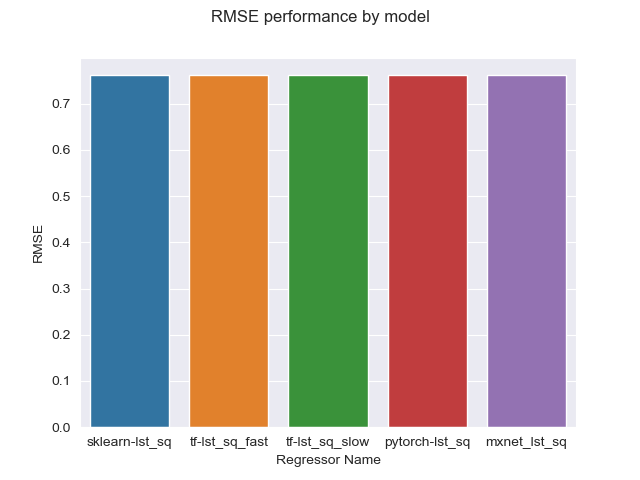 RMSE performance by model
0.7
0.6
0.5
0.4
0.3
0.2
0.1
0.0
RMSE
sklearn-lst_sq tf-lst_sq_fast tf-lst_sq_slow pytorch-lst_sq mxnet_lst_sq
Regressor Name